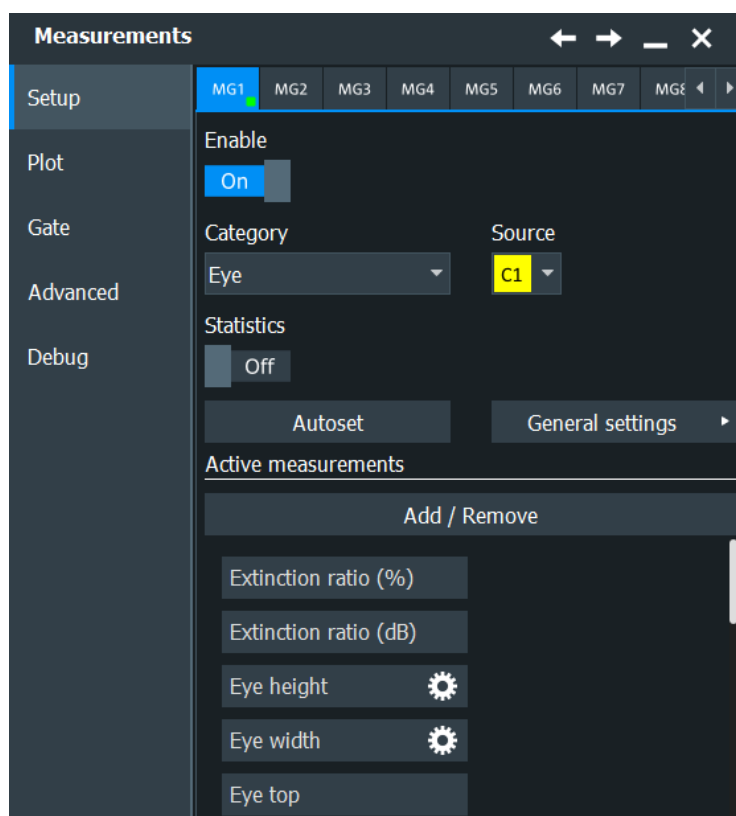 Measurements
Setup
Plot
Gate
Advanced
Debug
MG1 MG2 MG3 MG4 MG5 MG6 MG7 MG8
Enable
On
Category Source
Eye C1
Statistics
Off
Autoset General settings
Active measurements
Add / Remove
Extinction ratio (%)
Extinction ratio (dB)
Eye height
Eye width
Eye top